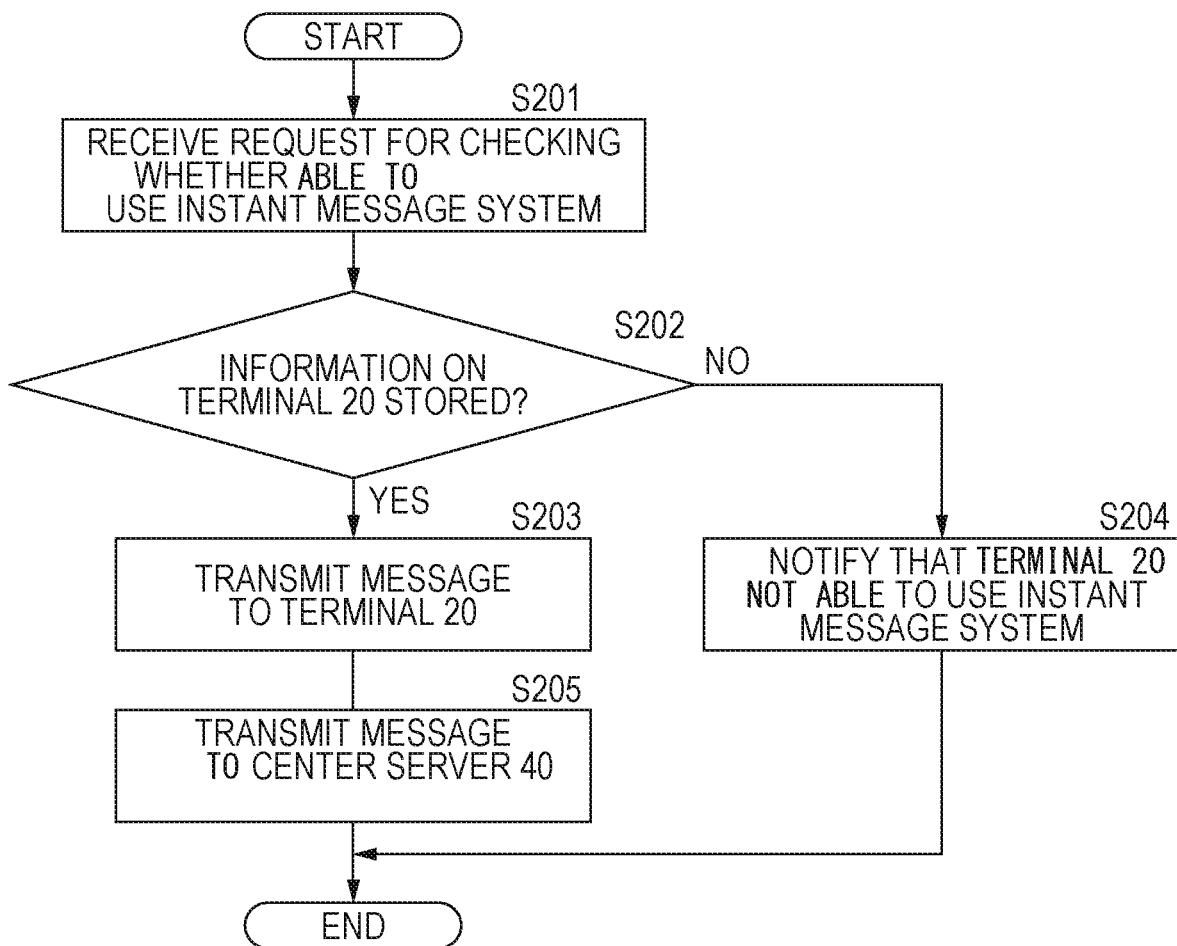 START
S201
RECEIVE REQUEST FOR CHECKING
WHETHER ABLE TO
USE INSTANT MESSAGE SYSTEM
S202
INFORMATION ON
TERMINAL 20 STORED?
NO
YES
S203
TRANSMIT MESSAGE
TO TERMINAL 20
S204
NOTIFY THAT TERMINAL 20
NOT ABLE TO USE INSTANT
MESSAGE SYSTEM
S205
TRANSMIT MESSAGE
TO CENTER SERVER 40
END